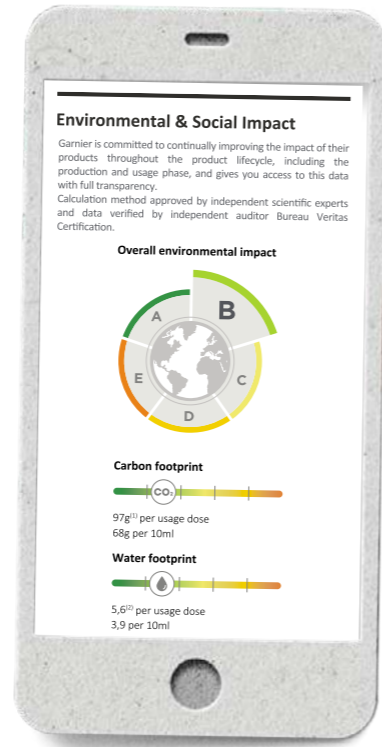 Environmental & Social Impact
Garnier is committed to continually improving the impact of their
products throughout the product lifecycle, including the
production and usage phase, and gives you access to this data
with full transparency.
Calculation method approved by independent scientific experts
and data verified by independent auditor Bureau Veritas
Certification.
Overall environmental impact
A
B
C
D
E
Carbon footprint
CO₂
97g⁽¹⁾ per usage dose
68g per 10ml
Water footprint
5,6⁽²⁾ per usage dose
3,9 per 10ml